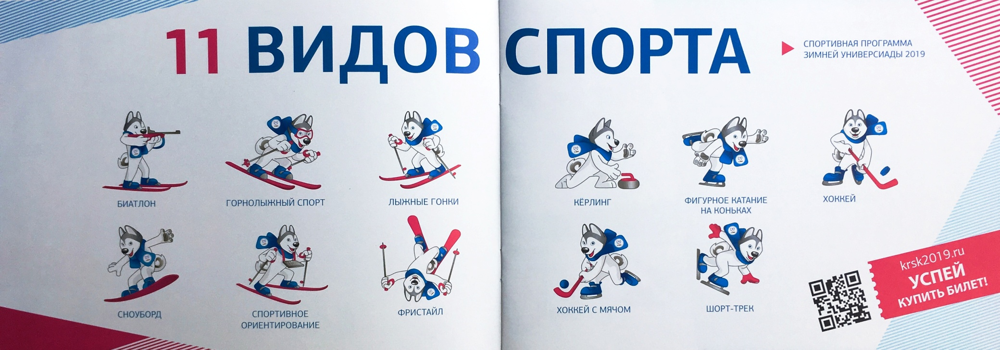 11 ВИДОВ СПОРТА
СПОРТИВНАЯ ПРОГРАММА
ЗИМНЕЙ УНИВЕРСИАДЫ 2019
БИАТЛОН
ГОРНОЛЫЖНЫЙ СПОРТ
ЛЫЖНЫЕ ГОНКИ
КЁРЛИНГ
ФИГУРНОЕ КАТАНИЕ
НА КОНЬКАХ
ХОККЕЙ
СНОУБОРД
СПОРТИВНОЕ
ОРИЕНТИРОВАНИЕ
ФРИСТАЙЛ
ХОККЕЙ С МЯЧОМ
ШОРТ-ТРЕК
krsk2019.ru
УСПЕЙ
КУПИТЬ БИЛЕТ!